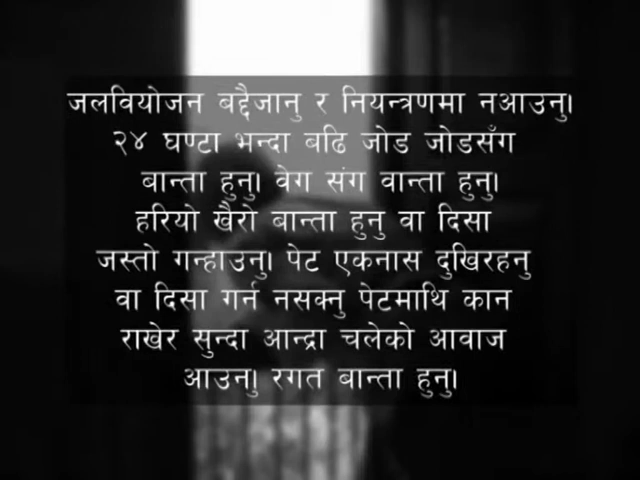 जलवियोजन बढ्दैजानु र नियन्त्रणमा नआउनु।
२४ घण्टा भन्दा बढि जोड जोडसँग
बान्ता हुनु। वेग संग वान्ता हुनु।
हरियो खैरो बान्ता हुनु वा दिसा
जस्तो गन्हाउनु। पेट एकनास दुखिरहनु
वा दिसा गर्न नसक्नु पेटमाथि कान
राखेर सुन्दा आन्द्रा चलेको आवाज
आउनु। रगत बान्ता हुनु।